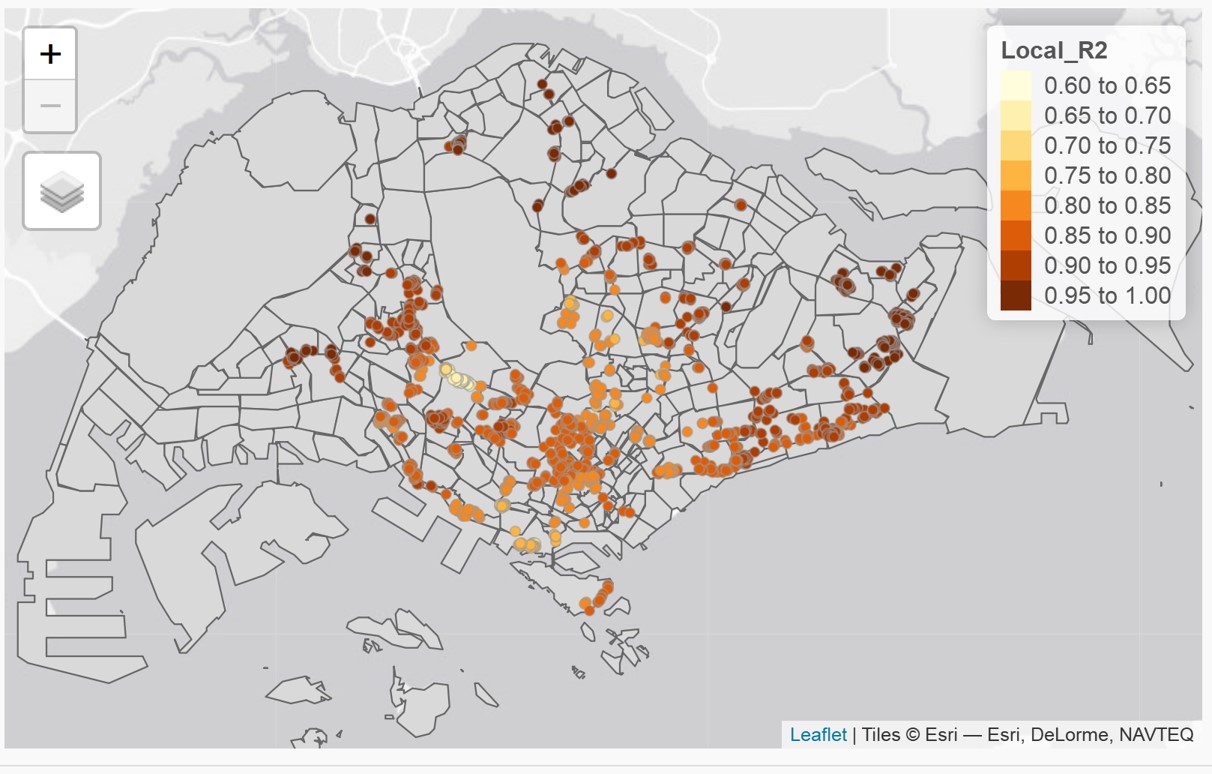 +
−
Local_R2
0.60 to 0.65
0.65 to 0.70
0.70 to 0.75
0.75 to 0.80
0.80 to 0.85
0.85 to 0.90
0.90 to 0.95
0.95 to 1.00
Leaflet | Tiles © Esri — Esri, DeLorme, NAVTEQ